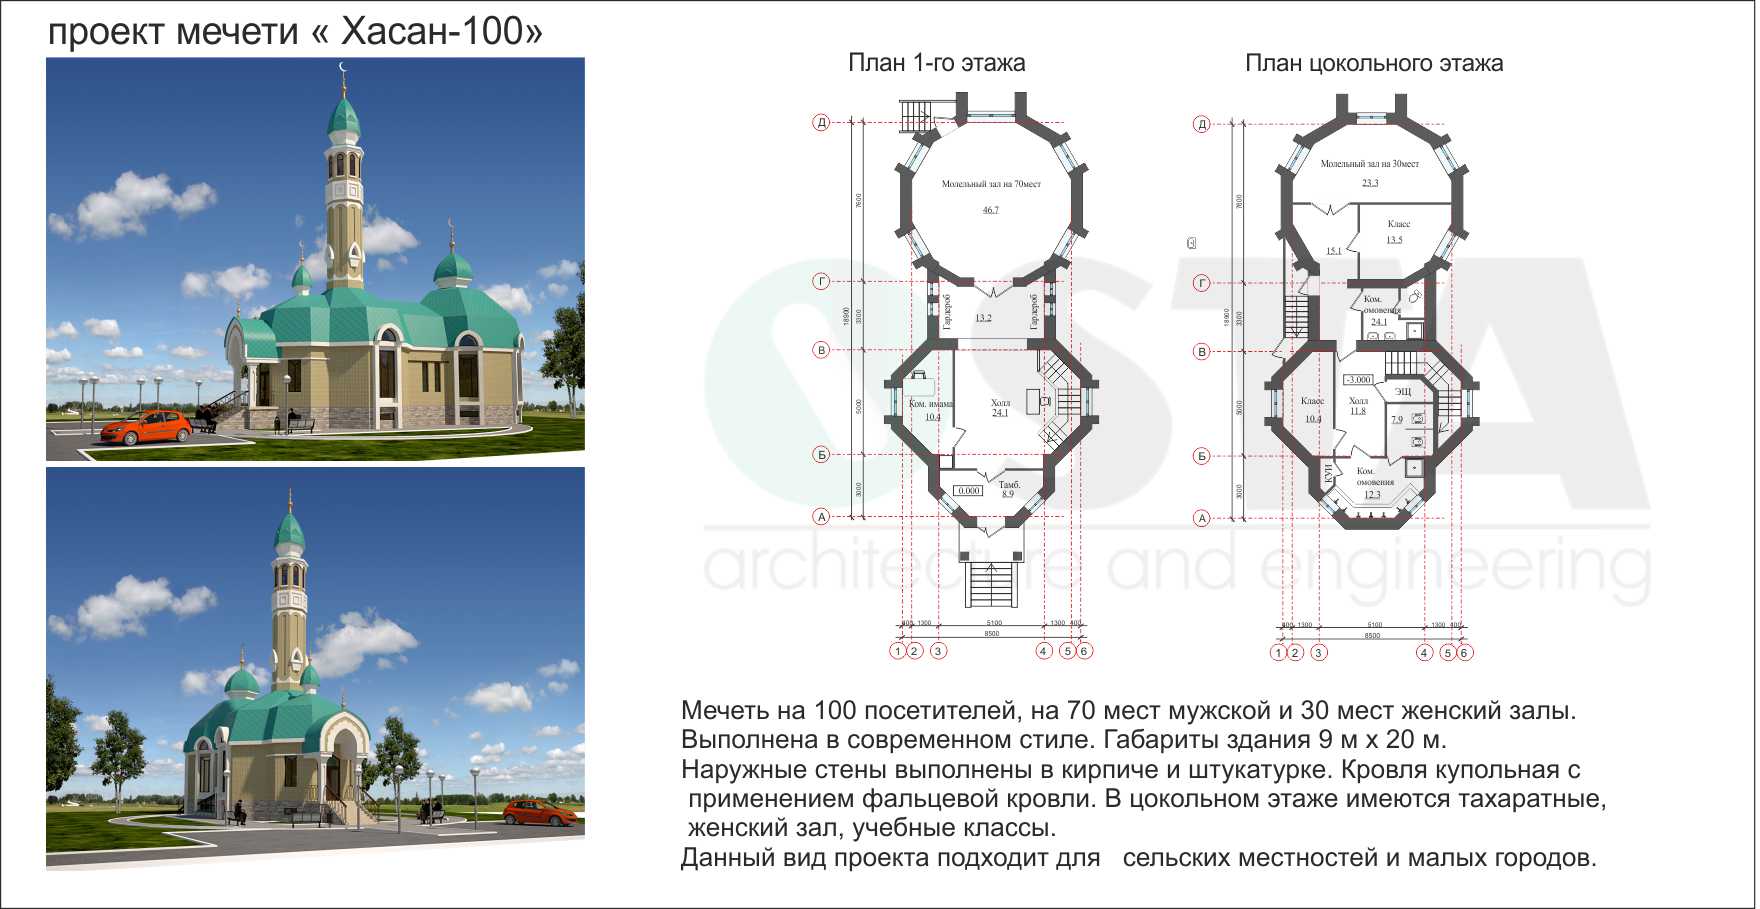 проект мечети « Хасан-100»
План 1-го этажа
Д
Г
В
Б
А
7600
3300
5000
3000
18900
Молельный зал на 70мест
46.7
Гардероб
13.2
Гардероб
Ком. имама
10.4
Холл
24.1
0.000
Тамб.
8.9
400 1300 5100 1300 400
8500
1 2 3 4 5 6
План цокольного этажа
Д
Г
В
Б
А
7600
3300
5000
3000
18900
Молельный зал на 30мест
23.3
Класс
13.5
15.1
Ком.
омовения
24.1
-3.000
ЭЩ
Класс
10.4
Холл
11.8
7.9
КУИ
Ком.
омовения
12.3
400 1300 5100 1300 400
8500
1 2 3 4 5 6
USTA
architecture and engineering
Мечеть на 100 посетителей, на 70 мест мужской и 30 мест женский залы.
Выполнена в современном стиле. Габариты здания 9 м х 20 м.
Наружные стены выполнены в кирпиче и штукатурке. Кровля купольная с
применением фальцевой кровли. В цокольном этаже имеются тахаратные,
женский зал, учебные классы.
Данный вид проекта подходит для сельских местностей и малых городов.